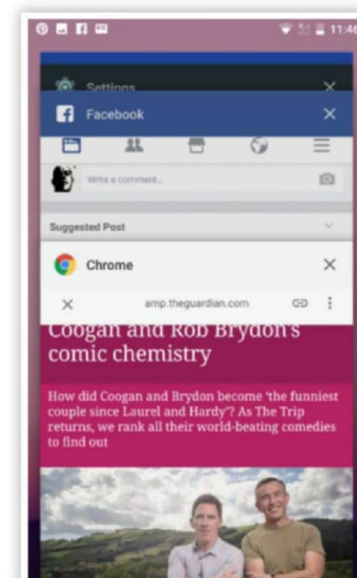 11:46
Settings
Facebook
Write a comment...
Suggested Post
Chrome
amp.theguardian.com
Coogan and Rob Brydon's
comic chemistry
How did Coogan and Brydon become 'the funniest
couple since Laurel and Hardy'? As The Trip
returns, we rank all their world-beating comedies
to find out